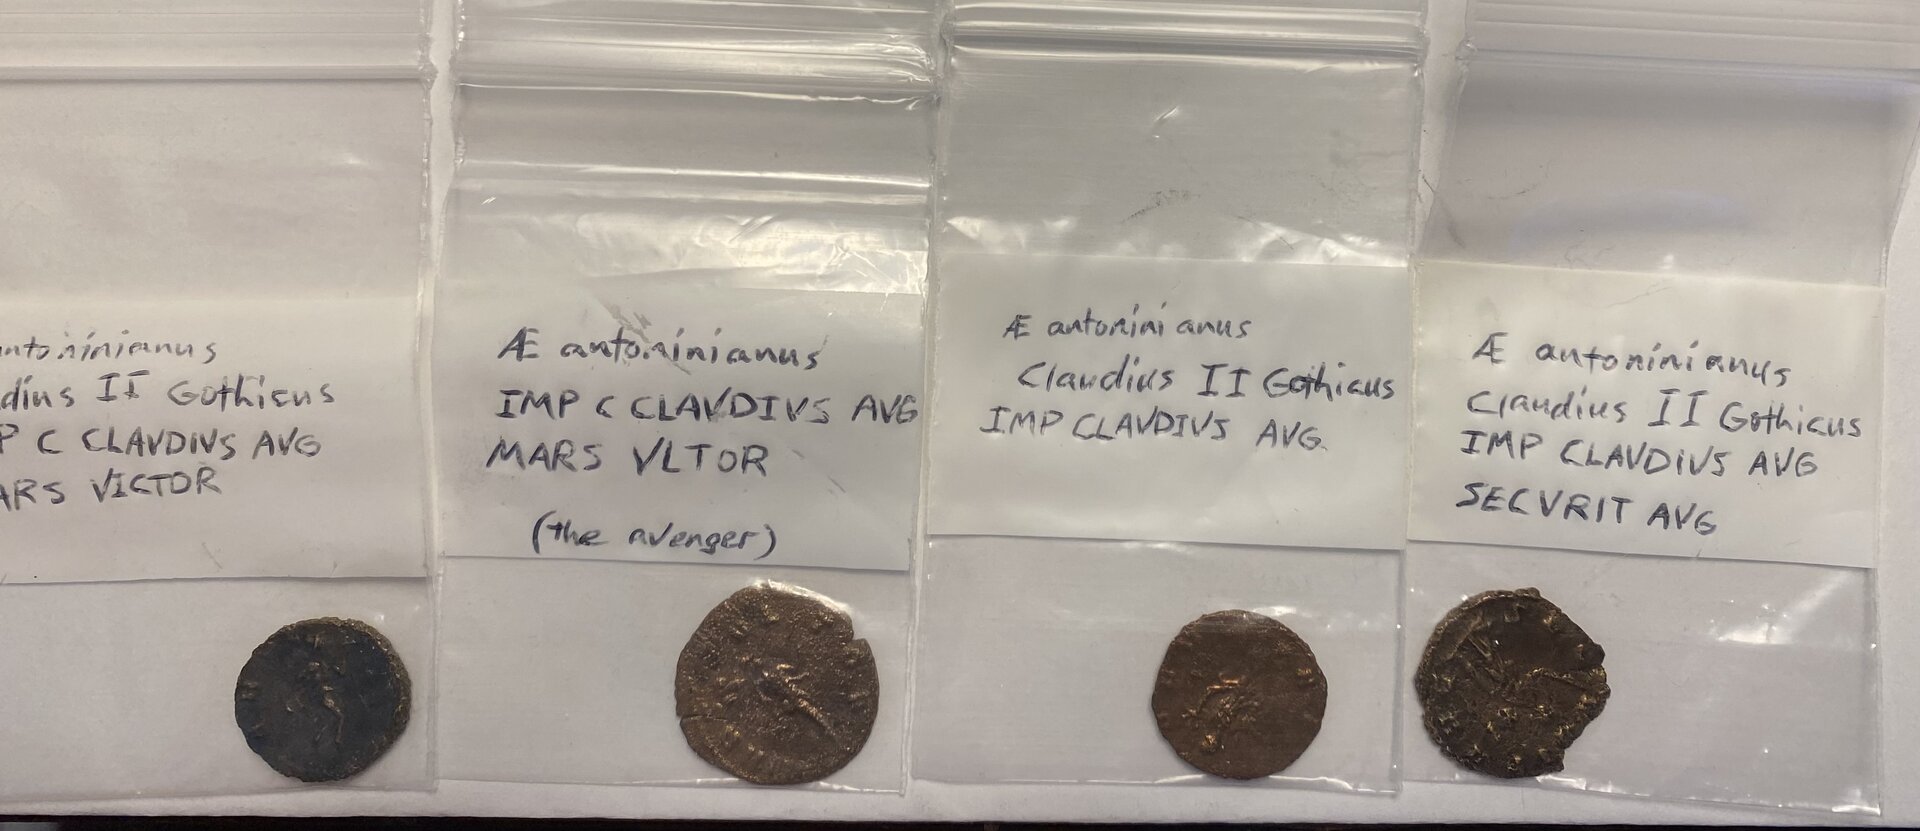 ntoninianus
dius II Gothicus
P C CLAVDIVS AVG
ARS VICTOR
Æ antoninianus
IMP C CLAVDIVS AVG
MARS VLTOR
(the avenger)
Æ antoninianus
Claudius II Gothicus
IMP CLAVDIVS AVG.
Æ antoninianus
Claudius II Gothicus
IMP CLAVDIVS AVG
SECVRIT AVG